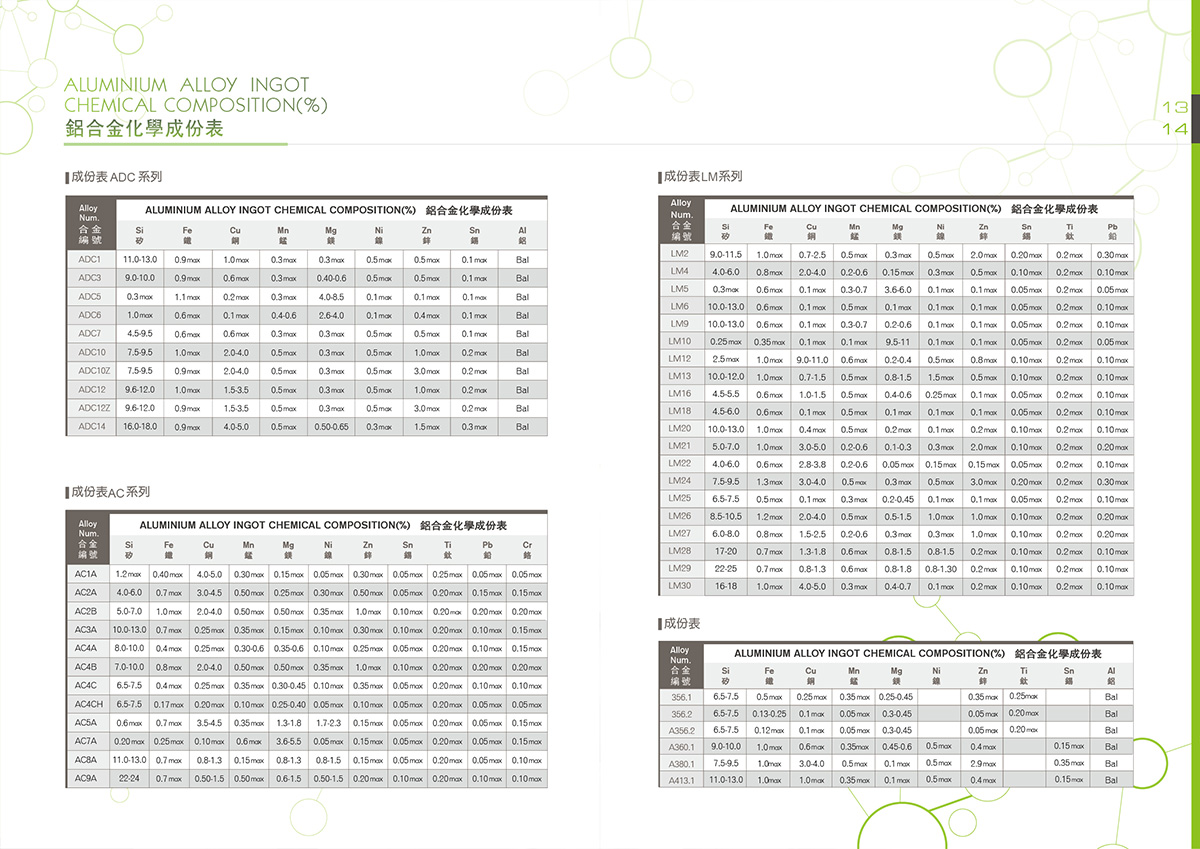 ALUMINIUM ALLOY INGOT
CHEMICAL COMPOSITION(%)
鋁合金化學成份表
13
14
成份表 ADC 系列
Alloy Num. 合金編號 ALUMINIUM ALLOY INGOT CHEMICAL COMPOSITION(%) 鋁合金化學成份表
Si Fe Cu Mn Mg Ni Zn Sn Al
矽 鐵 銅 錳 鎂 鎳 鋅 錫 鋁
ADC1 11.0-13.0 0.9max 1.0max 0.3max 0.3max 0.5max 0.5max 0.1max Bal
ADC3 9.0-10.0 0.9max 0.6max 0.3max 0.40-0.6 0.5max 0.5max 0.1max Bal
ADC5 0.3max 1.1max 0.2max 0.3max 4.0-8.5 0.1max 0.1max 0.1max Bal
ADC6 1.0max 0.6max 0.1max 0.4-0.6 2.6-4.0 0.1max 0.4max 0.1max Bal
ADC7 4.5-9.5 0.6max 0.6max 0.3max 0.3max 0.5max 0.5max 0.1max Bal
ADC10 7.5-9.5 1.0max 2.0-4.0 0.5max 0.3max 0.5max 1.0max 0.2max Bal
ADC10Z 7.5-9.5 0.9max 2.0-4.0 0.5max 0.3max 0.5max 3.0max 0.2max Bal
ADC12 9.6-12.0 1.0max 1.5-3.5 0.5max 0.3max 0.5max 1.0max 0.2max Bal
ADC12Z 9.6-12.0 0.9max 1.5-3.5 0.5max 0.3max 0.5max 3.0max 0.2max Bal
ADC14 16.0-18.0 0.9max 4.0-5.0 0.5max 0.50-0.65 0.3max 1.5max 0.3max Bal
成份表AC系列
Alloy Num. 合金編號 ALUMINIUM ALLOY INGOT CHEMICAL COMPOSITION(%) 鋁合金化學成份表
Si Fe Cu Mn Mg Ni Zn Sn Ti Pb Cr
矽 鐵 銅 錳 鎂 鎳 鋅 錫 鈦 鉛 鉻
AC1A 1.2max 0.40max 4.0-5.0 0.30max 0.15max 0.05max 0.30max 0.05max 0.25max 0.05max 0.05max
AC2A 4.0-6.0 0.7max 3.0-4.5 0.50max 0.25max 0.30max 0.50max 0.05max 0.20max 0.15max 0.15max
AC2B 5.0-7.0 1.0max 2.0-4.0 0.50max 0.50max 0.35max 1.0max 0.10max 0.20max 0.20max 0.20max
AC3A 10.0-13.0 0.7max 0.25max 0.35max 0.15max 0.10max 0.30max 0.10max 0.20max 0.10max 0.15max
AC4A 8.0-10.0 0.4max 0.25max 0.30-0.6 0.35-0.6 0.10max 0.25max 0.05max 0.20max 0.10max 0.15max
AC4B 7.0-10.0 0.8max 2.0-4.0 0.50max 0.50max 0.35max 1.0max 0.10max 0.20max 0.20max 0.20max
AC4C 6.5-7.5 0.4max 0.25max 0.35max 0.30-0.45 0.10max 0.35max 0.05max 0.20max 0.10max 0.10max
AC4CH 6.5-7.5 0.17max 0.20max 0.10max 0.25-0.40 0.05max 0.10max 0.05max 0.20max 0.05max 0.05max
AC5A 0.6max 0.7max 3.5-4.5 0.35max 1.3-1.8 1.7-2.3 0.15max 0.05max 0.20max 0.05max 0.15max
AC7A 0.20max 0.25max 0.10max 0.6max 3.6-5.5 0.05max 0.15max 0.05max 0.20max 0.05max 0.15max
AC8A 11.0-13.0 0.7max 0.8-1.3 0.15max 0.8-1.3 0.8-1.5 0.15max 0.05max 0.20max 0.05max 0.10max
AC9A 22-24 0.7max 0.50-1.5 0.50max 0.6-1.5 0.50-1.5 0.20max 0.10max 0.20max 0.10max 0.10max
成份表LM系列
Alloy Num. 合金編號 ALUMINIUM ALLOY INGOT CHEMICAL COMPOSITION(%) 鋁合金化學成份表
Si Fe Cu Mn Mg Ni Zn Sn Ti Pb
矽 鐵 銅 錳 鎂 鎳 鋅 錫 鈦 鉛
LM2 9.0-11.5 1.0max 0.7-2.5 0.5max 0.3max 0.5max 2.0max 0.20max 0.2max 0.30max
LM4 4.0-6.0 0.8max 2.0-4.0 0.2-0.6 0.15max 0.3max 0.5max 0.10max 0.2max 0.10max
LM5 0.3max 0.6max 0.1max 0.3-0.7 3.6-6.0 0.1max 0.1max 0.05max 0.2max 0.05max
LM6 10.0-13.0 0.6max 0.1max 0.5max 0.1max 0.1max 0.1max 0.05max 0.2max 0.10max
LM9 10.0-13.0 0.6max 0.1max 0.3-0.7 0.2-0.6 0.1max 0.1max 0.05max 0.2max 0.10max
LM10 0.25max 0.35max 0.1max 0.1max 9.5-11 0.1max 0.1max 0.05max 0.2max 0.05max
LM12 2.5max 1.0max 9.0-11.0 0.6max 0.2-0.4 0.5max 0.8max 0.10max 0.2max 0.10max
LM13 10.0-12.0 1.0max 0.7-1.5 0.5max 0.8-1.5 1.5max 0.5max 0.10max 0.2max 0.10max
LM16 4.5-5.5 0.6max 1.0-1.5 0.5max 0.4-0.6 0.25max 0.1max 0.05max 0.2max 0.10max
LM18 4.5-6.0 0.6max 0.1max 0.5max 0.1max 0.1max 0.1max 0.05max 0.2max 0.10max
LM20 10.0-13.0 1.0max 0.4max 0.5max 0.2max 0.1max 0.2max 0.10max 0.2max 0.10max
LM21 5.0-7.0 1.0max 3.0-5.0 0.2-0.6 0.1-0.3 0.3max 2.0max 0.10max 0.2max 0.20max
LM22 4.0-6.0 0.6max 2.8-3.8 0.2-0.6 0.05max 0.15max 0.15max 0.05max 0.2max 0.10max
LM24 7.5-9.5 1.3max 3.0-4.0 0.5max 0.3max 0.5max 3.0max 0.20max 0.2max 0.30max
LM25 6.5-7.5 0.5max 0.1max 0.3max 0.2-0.45 0.1max 0.1max 0.05max 0.2max 0.10max
LM26 8.5-10.5 1.2max 2.0-4.0 0.5max 0.5-1.5 1.0max 1.0max 0.10max 0.2max 0.20max
LM27 6.0-8.0 0.8max 1.5-2.5 0.2-0.6 0.3max 0.3max 1.0max 0.10max 0.2max 0.20max
LM28 17-20 0.7max 1.3-1.8 0.6max 0.8-1.5 0.8-1.5 0.2max 0.10max 0.2max 0.10max
LM29 22-25 0.7max 0.8-1.3 0.6max 0.8-1.8 0.8-1.30 0.2max 0.10max 0.2max 0.10max
LM30 16-18 1.0max 4.0-5.0 0.3max 0.4-0.7 0.1max 0.2max 0.10max 0.2max 0.10max
成份表
Alloy Num. 合金編號 ALUMINIUM ALLOY INGOT CHEMICAL COMPOSITION(%) 鋁合金化學成份表
Si Fe Cu Mn Mg Ni Zn Ti Sn Al
矽 鐵 銅 錳 鎂 鎳 鋅 鈦 錫 鋁
356.1 6.5-7.5 0.5max 0.25max 0.35max 0.25-0.45 0.35max 0.25max Bal
356.2 6.5-7.5 0.13-0.25 0.1max 0.05max 0.3-0.45 0.05max 0.20max Bal
A356.2 6.5-7.5 0.12max 0.1max 0.05max 0.3-0.45 0.05max 0.20max Bal
A360.1 9.0-10.0 1.0max 0.6max 0.35max 0.45-0.6 0.5max 0.4max 0.15max Bal
A380.1 7.5-9.5 1.0max 3.0-4.0 0.5max 0.1max 0.5max 2.9max 0.35max Bal
A413.1 11.0-13.0 1.0max 1.0max 0.35max 0.1max 0.5max 0.4max 0.15max Bal